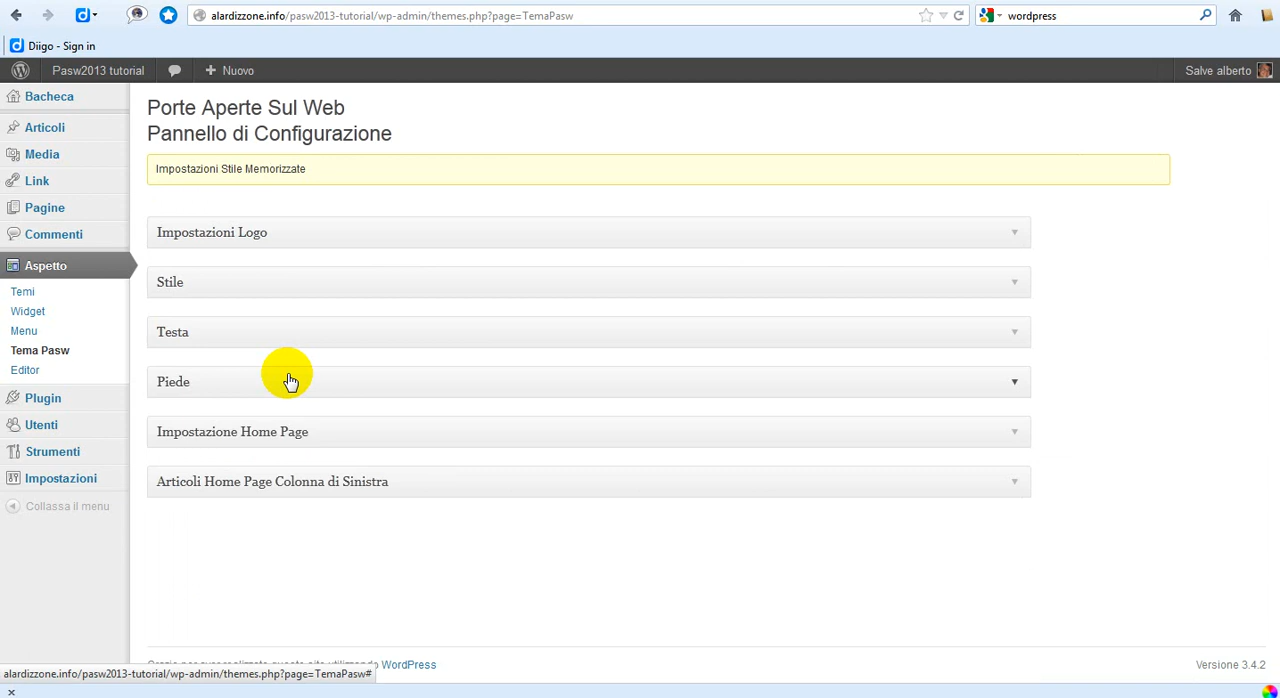 alardizzone.info/pasw2013-tutorial/wp-admin/themes.php?page=TemaPasw
wordpress
Diigo - Sign in
Pasw2013 tutorial
Nuovo
Salve alberto
Bacheca
Articoli
Media
Link
Pagine
Commenti
Aspetto
Temi
Widget
Menu
Tema Pasw
Editor
Plugin
Utenti
Strumenti
Impostazioni
Collassa il menu
Porte Aperte Sul Web
Pannello di Configurazione
Impostazioni Stile Memorizzate
Impostazioni Logo
Stile
Testa
Piede
Impostazione Home Page
Articoli Home Page Colonna di Sinistra
WordPress
Versione 3.4.2
alardizzone.info/pasw2013-tutorial/wp-admin/themes.php?page=TemaPasw#